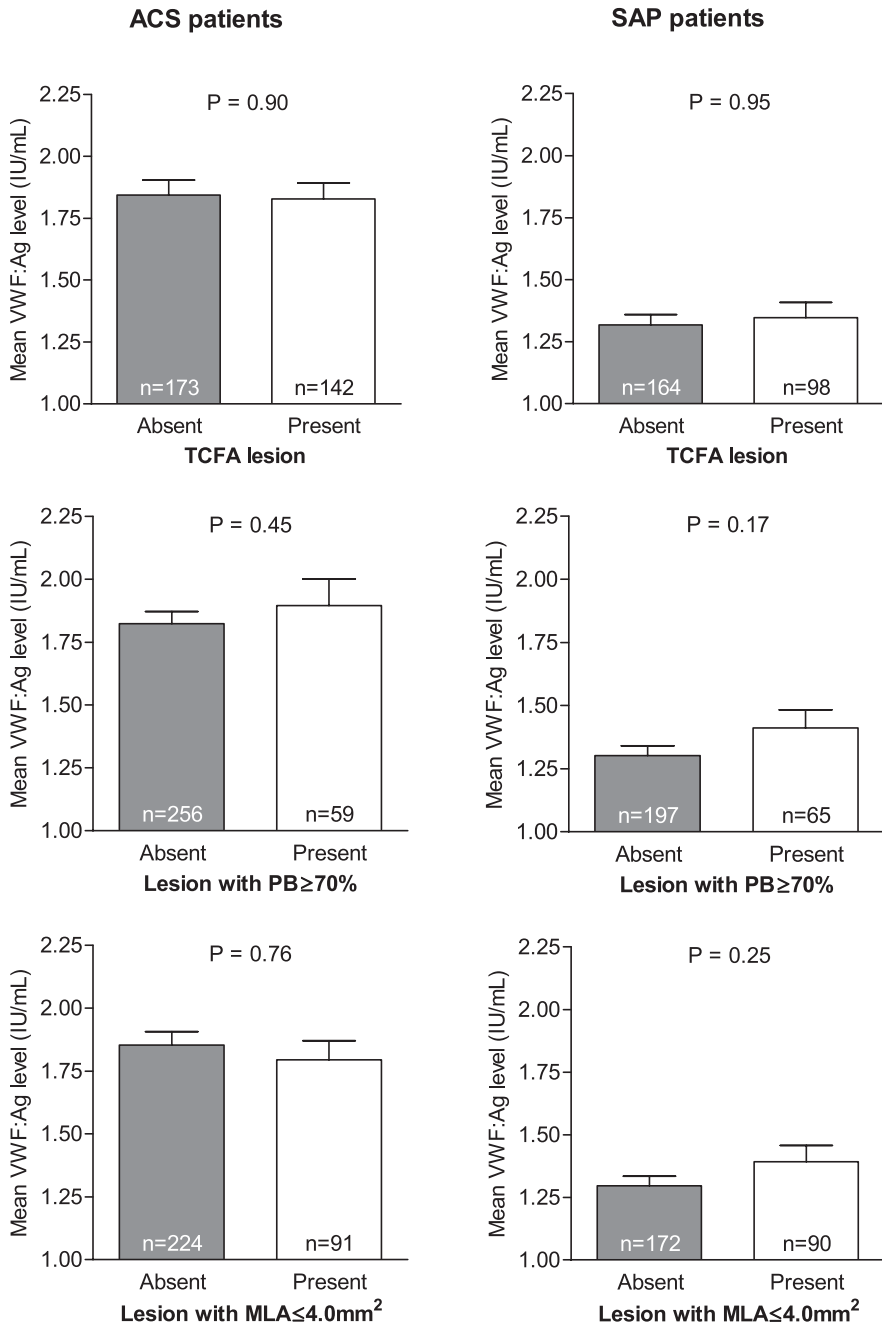 ACS patients
SAP patients
Mean VWF:Ag level (IU/mL)
2.25
2.00
1.75
1.50
1.25
1.00
P = 0.90
n=173
n=142
Absent
Present
TCFA lesion
Mean VWF:Ag level (IU/mL)
2.25
2.00
1.75
1.50
1.25
1.00
P = 0.95
n=164
n=98
Absent
Present
TCFA lesion
Mean VWF:Ag level (IU/mL)
2.25
2.00
1.75
1.50
1.25
1.00
P = 0.45
n=256
n=59
Absent
Present
Lesion with PB≥70%
Mean VWF:Ag level (IU/mL)
2.25
2.00
1.75
1.50
1.25
1.00
P = 0.17
n=197
n=65
Absent
Present
Lesion with PB≥70%
Mean VWF:Ag level (IU/mL)
2.25
2.00
1.75
1.50
1.25
1.00
P = 0.76
n=224
n=91
Absent
Present
Lesion with MLA≤4.0mm²
Mean VWF:Ag level (IU/mL)
2.25
2.00
1.75
1.50
1.25
1.00
P = 0.25
n=172
n=90
Absent
Present
Lesion with MLA≤4.0mm²